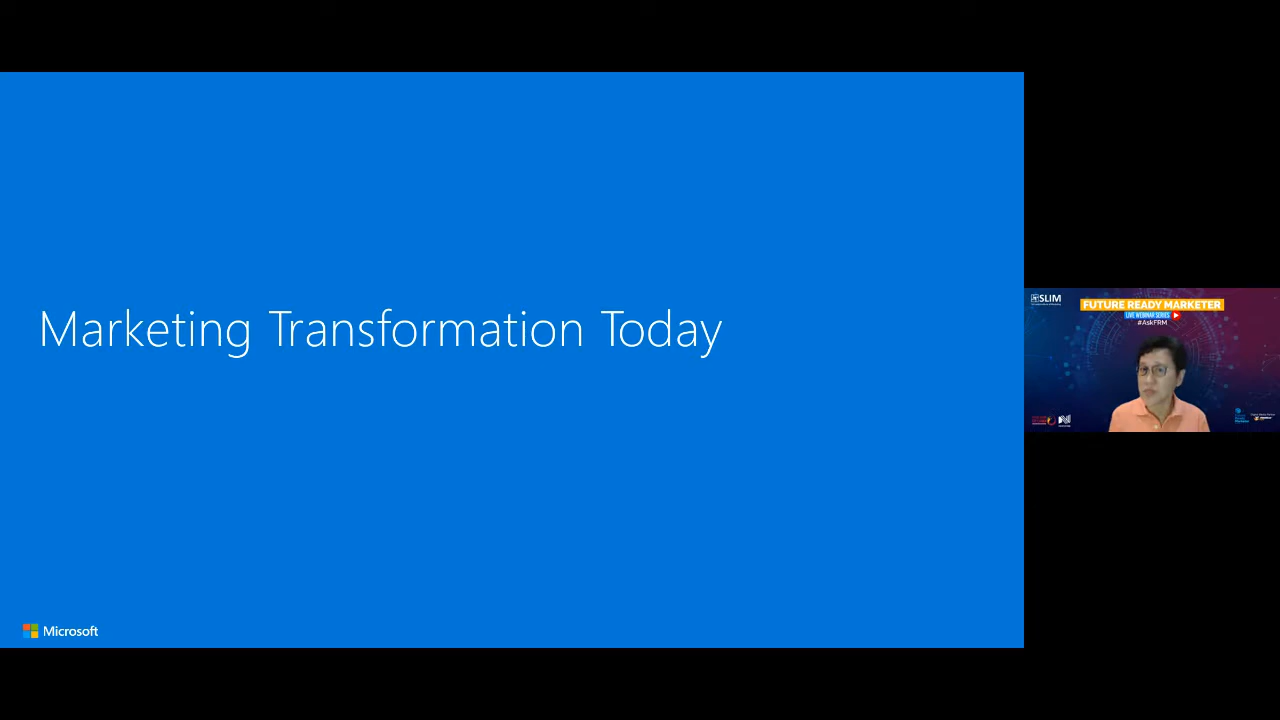 Marketing Transformation Today
Microsoft
SLIM
FUTURE READY MARKETER
LIVE WEBINAR SERIES
#AskFRM